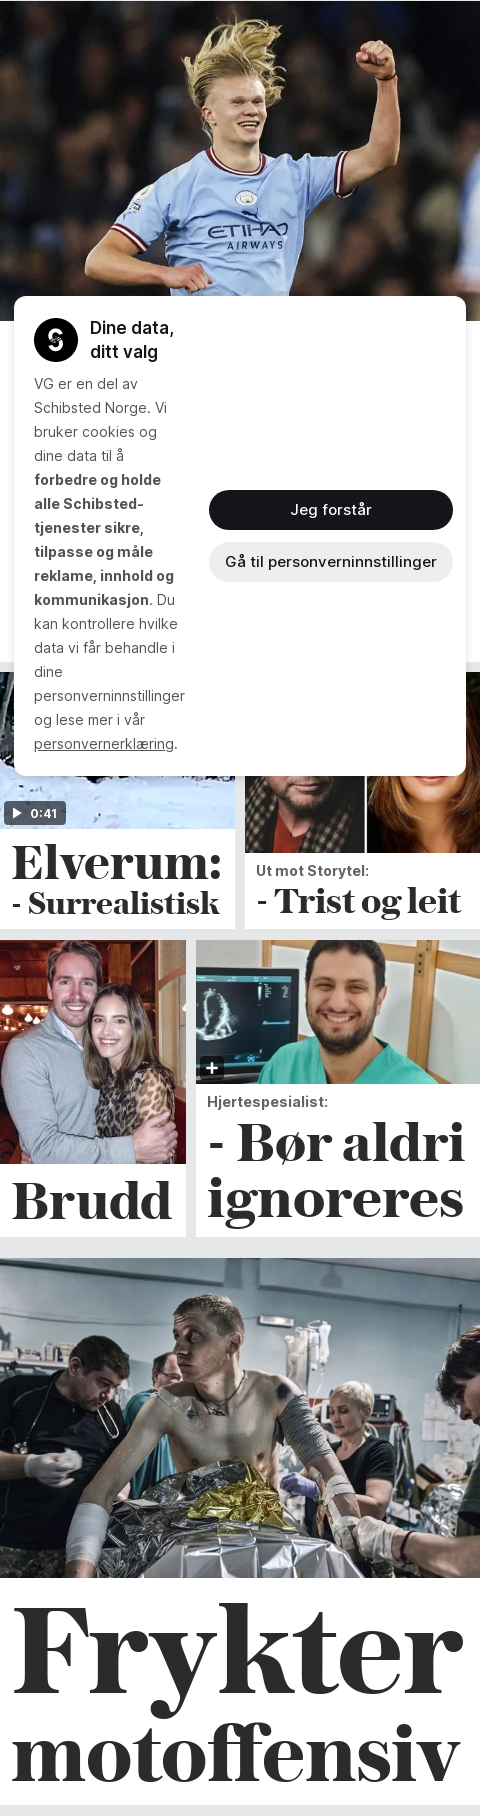 ETIHAD
AIRWAYS
Dine data,
ditt valg
VG er en del av
Schibsted Norge. Vi
bruker cookies og
dine data til å
forbedre og holde
alle Schibsted-
tjenester sikre,
tilpasse og måle
reklame, innhold og
kommunikasjon. Du
kan kontrollere hvilke
data vi får behandle i
dine
personverninnstillinger
og lese mer i vår
personvernerklæring.
Jeg forstår
Gå til personverninnstillinger
0:41
Elverum:
- Surrealistisk
Ut mot Storytel:
- Trist og leit
Brudd
Hjertespesialist:
- Bør aldri
ignoreres
Frykter
motoffensiv